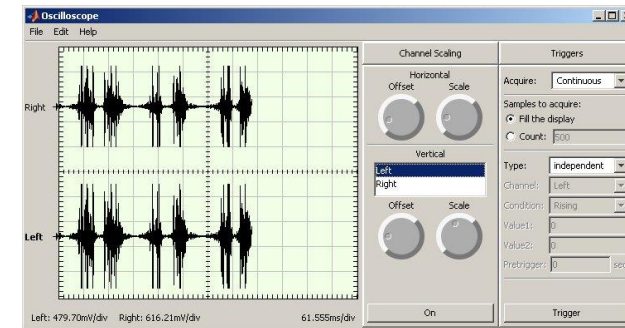 Oscilloscope
File Edit Help
Right
Left
Left: 479.70mV/div Right: 616.21mV/div 61.555ms/div
Channel Scaling
Horizontal
Offset Scale
Vertical
Left
Right
Offset Scale
On
Triggers
Acquire: Continuous
Samples to acquire:
Fill the display
Count: 500
Type: independent
Channel: Left
Condition: Rising
Value1: 0
Value2: 0
Pretrigger: 0 sec
Trigger